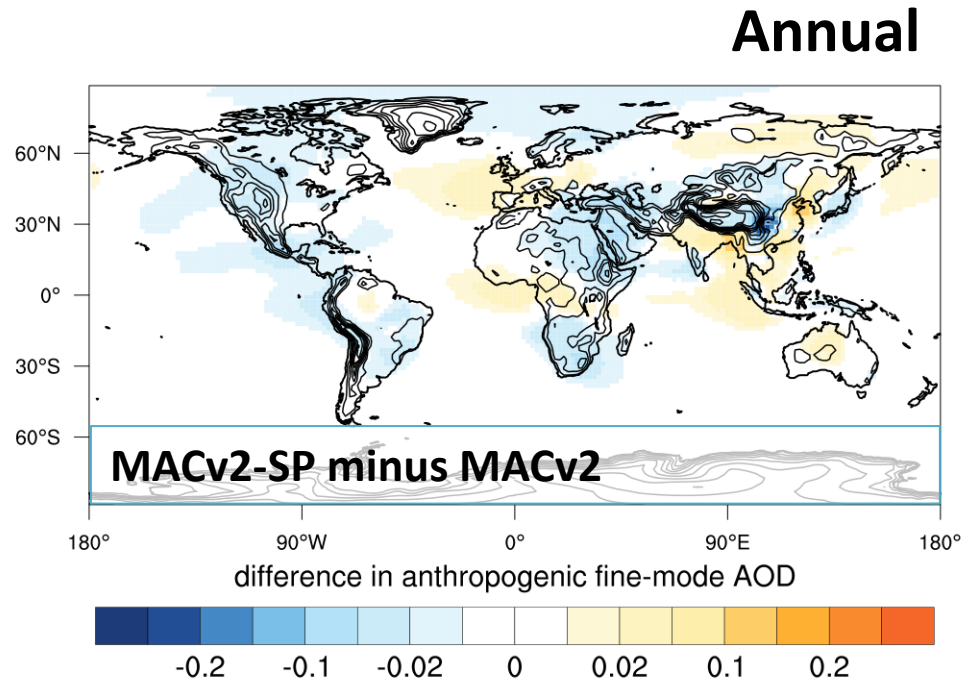 Annual
60°N
30°N
0°
30°S
60°S
MACv2-SP minus MACv2
180° 90°W 0° 90°E 180°
difference in anthropogenic fine-mode AOD
-0.2 -0.1 -0.02 0 0.02 0.1 0.2